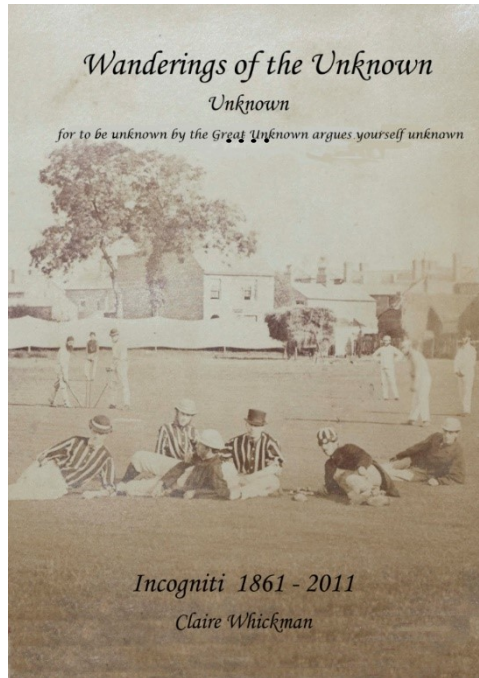 Wanderings of the Unknown
Unknown
for to be unknown by the Great Unknown argues yourself unknown
....
Incogniti 1861 - 2011
Claire Whickman